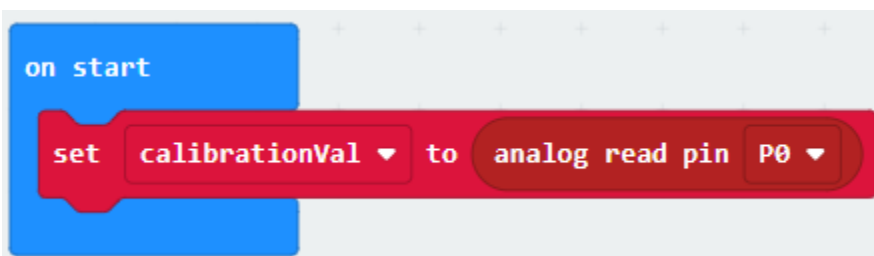 on start
set calibrationVal to analog read pin P0